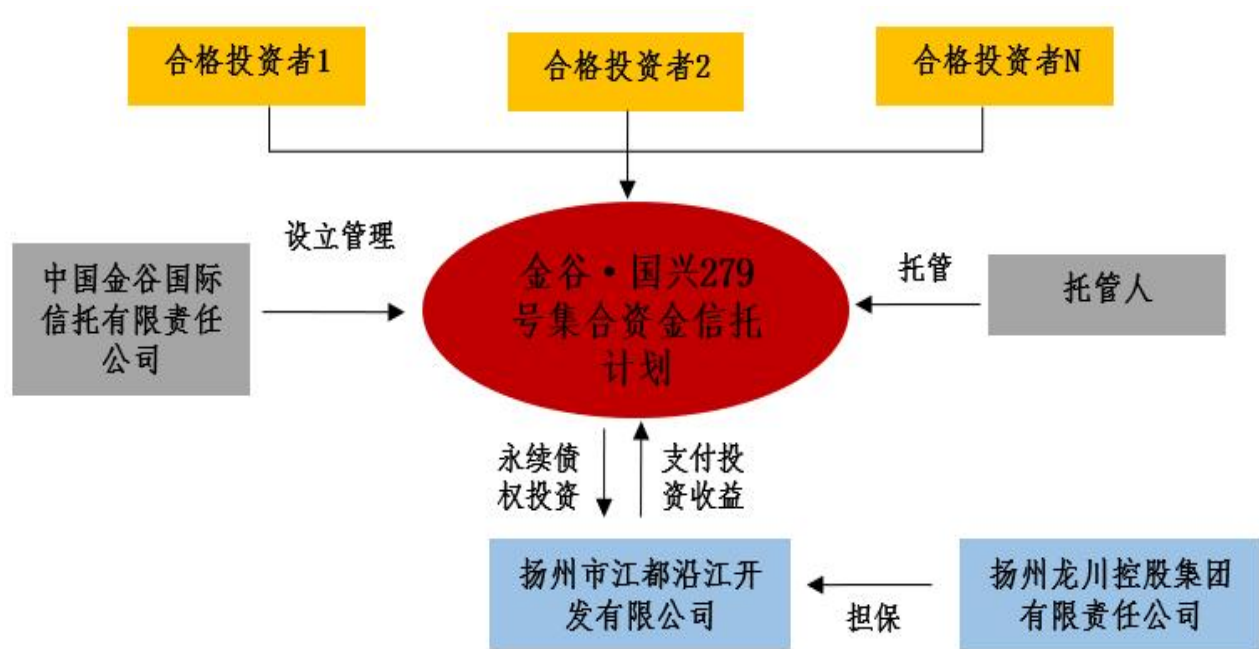 合格投资者1
合格投资者2
合格投资者N
设立管理
中国金谷国际
信托有限责任
公司
金谷·国兴279
号集合资金信托
计划
托管
托管人
永续债
权投资
支付投
资收益
扬州市江都沿江开
发有限公司
担保
扬州龙川控股集团
有限责任公司